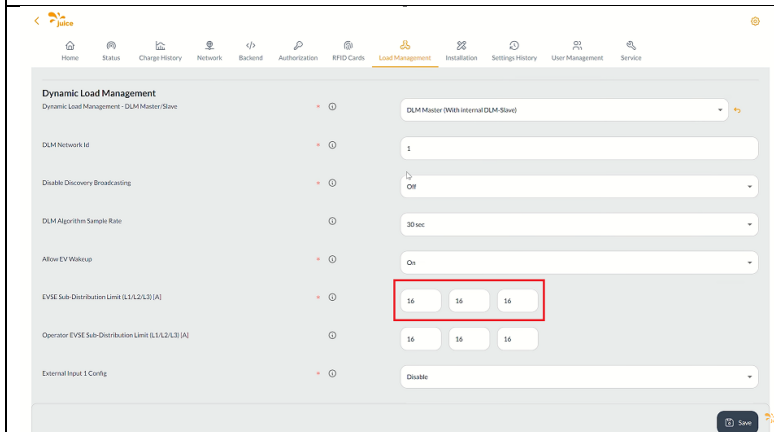 juice
Home Status Charge History Network Backend Authorization RFID Cards Load Management Installation Settings History User Management Service
Dynamic Load Management
Dynamic Load Management - DLM Master/Slave * DLM Master (With internal DLM-Slave)
DLM Network Id * 1
Disable Discovery Broadcasting * Off
DLM Algorithm Sample Rate 30 sec
Allow EV Wakeup * On
EVSE Sub-Distribution Limit (L1/L2/L3) [A] * 16 16 16
Operator EVSE Sub-Distribution Limit (L1/L2/L3) [A] 16 16 16
External Input 1 Config * Disable
Save